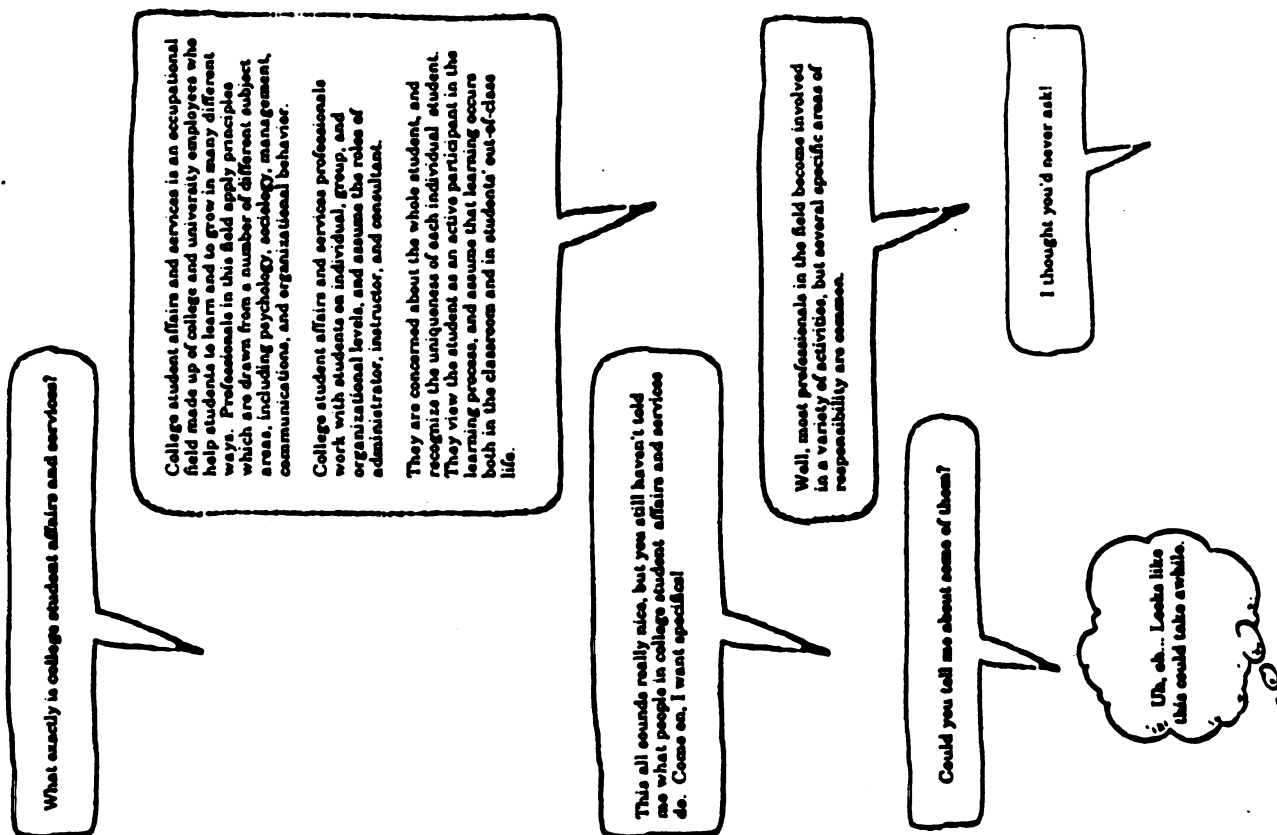 What exactly is college student affairs and services?
College student affairs and services is an occupational
field made up of college and university employees who
help students to learn and to grow in many different
ways. Professionals in this field apply principles
which are drawn from a number of different subject
areas, including psychology, sociology, management,
communications, and organizational behavior.
College student affairs and services professionals
work with students on individual, group, and
organizational levels, and assume the roles of
administrator, instructor, and consultant.
They are concerned about the whole student, and
recognize the uniqueness of each individual student.
They view the student as an active participant in the
learning process, and assume that learning occurs
both in the classroom and in students' out-of-class
life.
This all sounds really nice, but you still haven't told
me what people in college student affairs and services
do. Come on, I want specifics!
Well, most professionals in the field become involved
in a variety of activities, but several specific areas of
responsibility are common.
Could you tell me about some of them?
I thought you'd never ask!
Uh, oh... Looks like
this could take awhile.